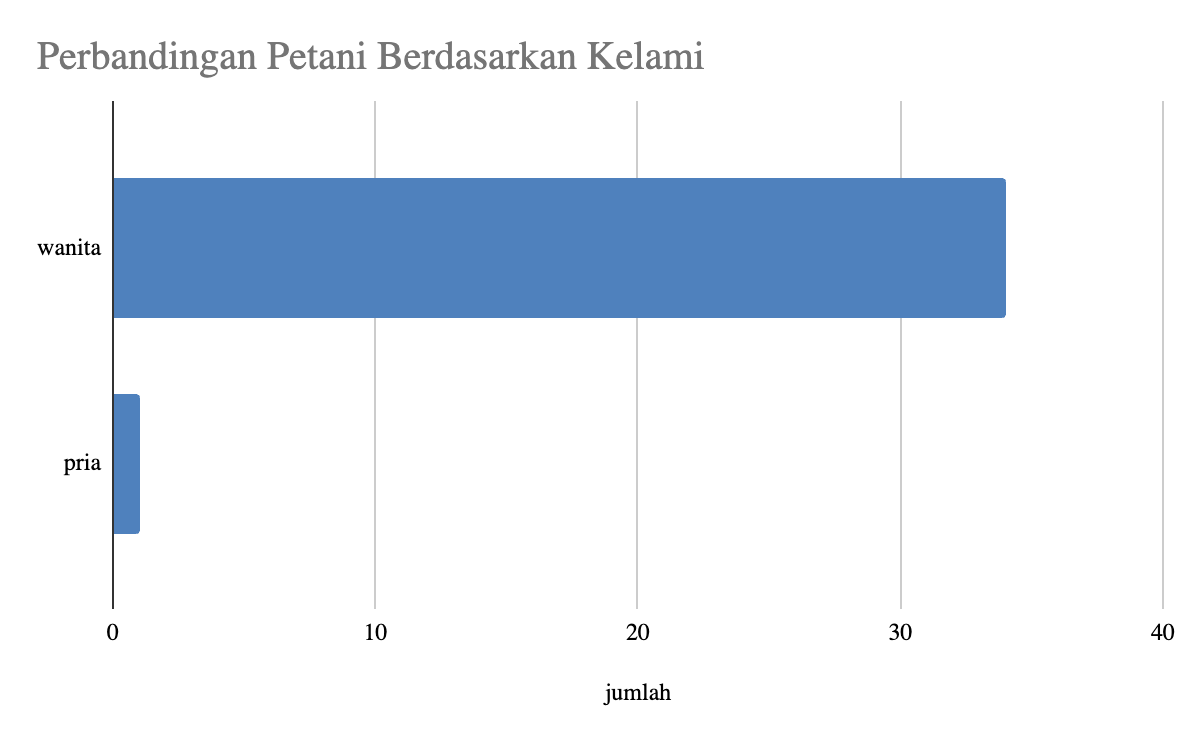 Perbandingan Petani Berdasarkan Kelami
wanita
pria
0 10 20 30 40
jumlah